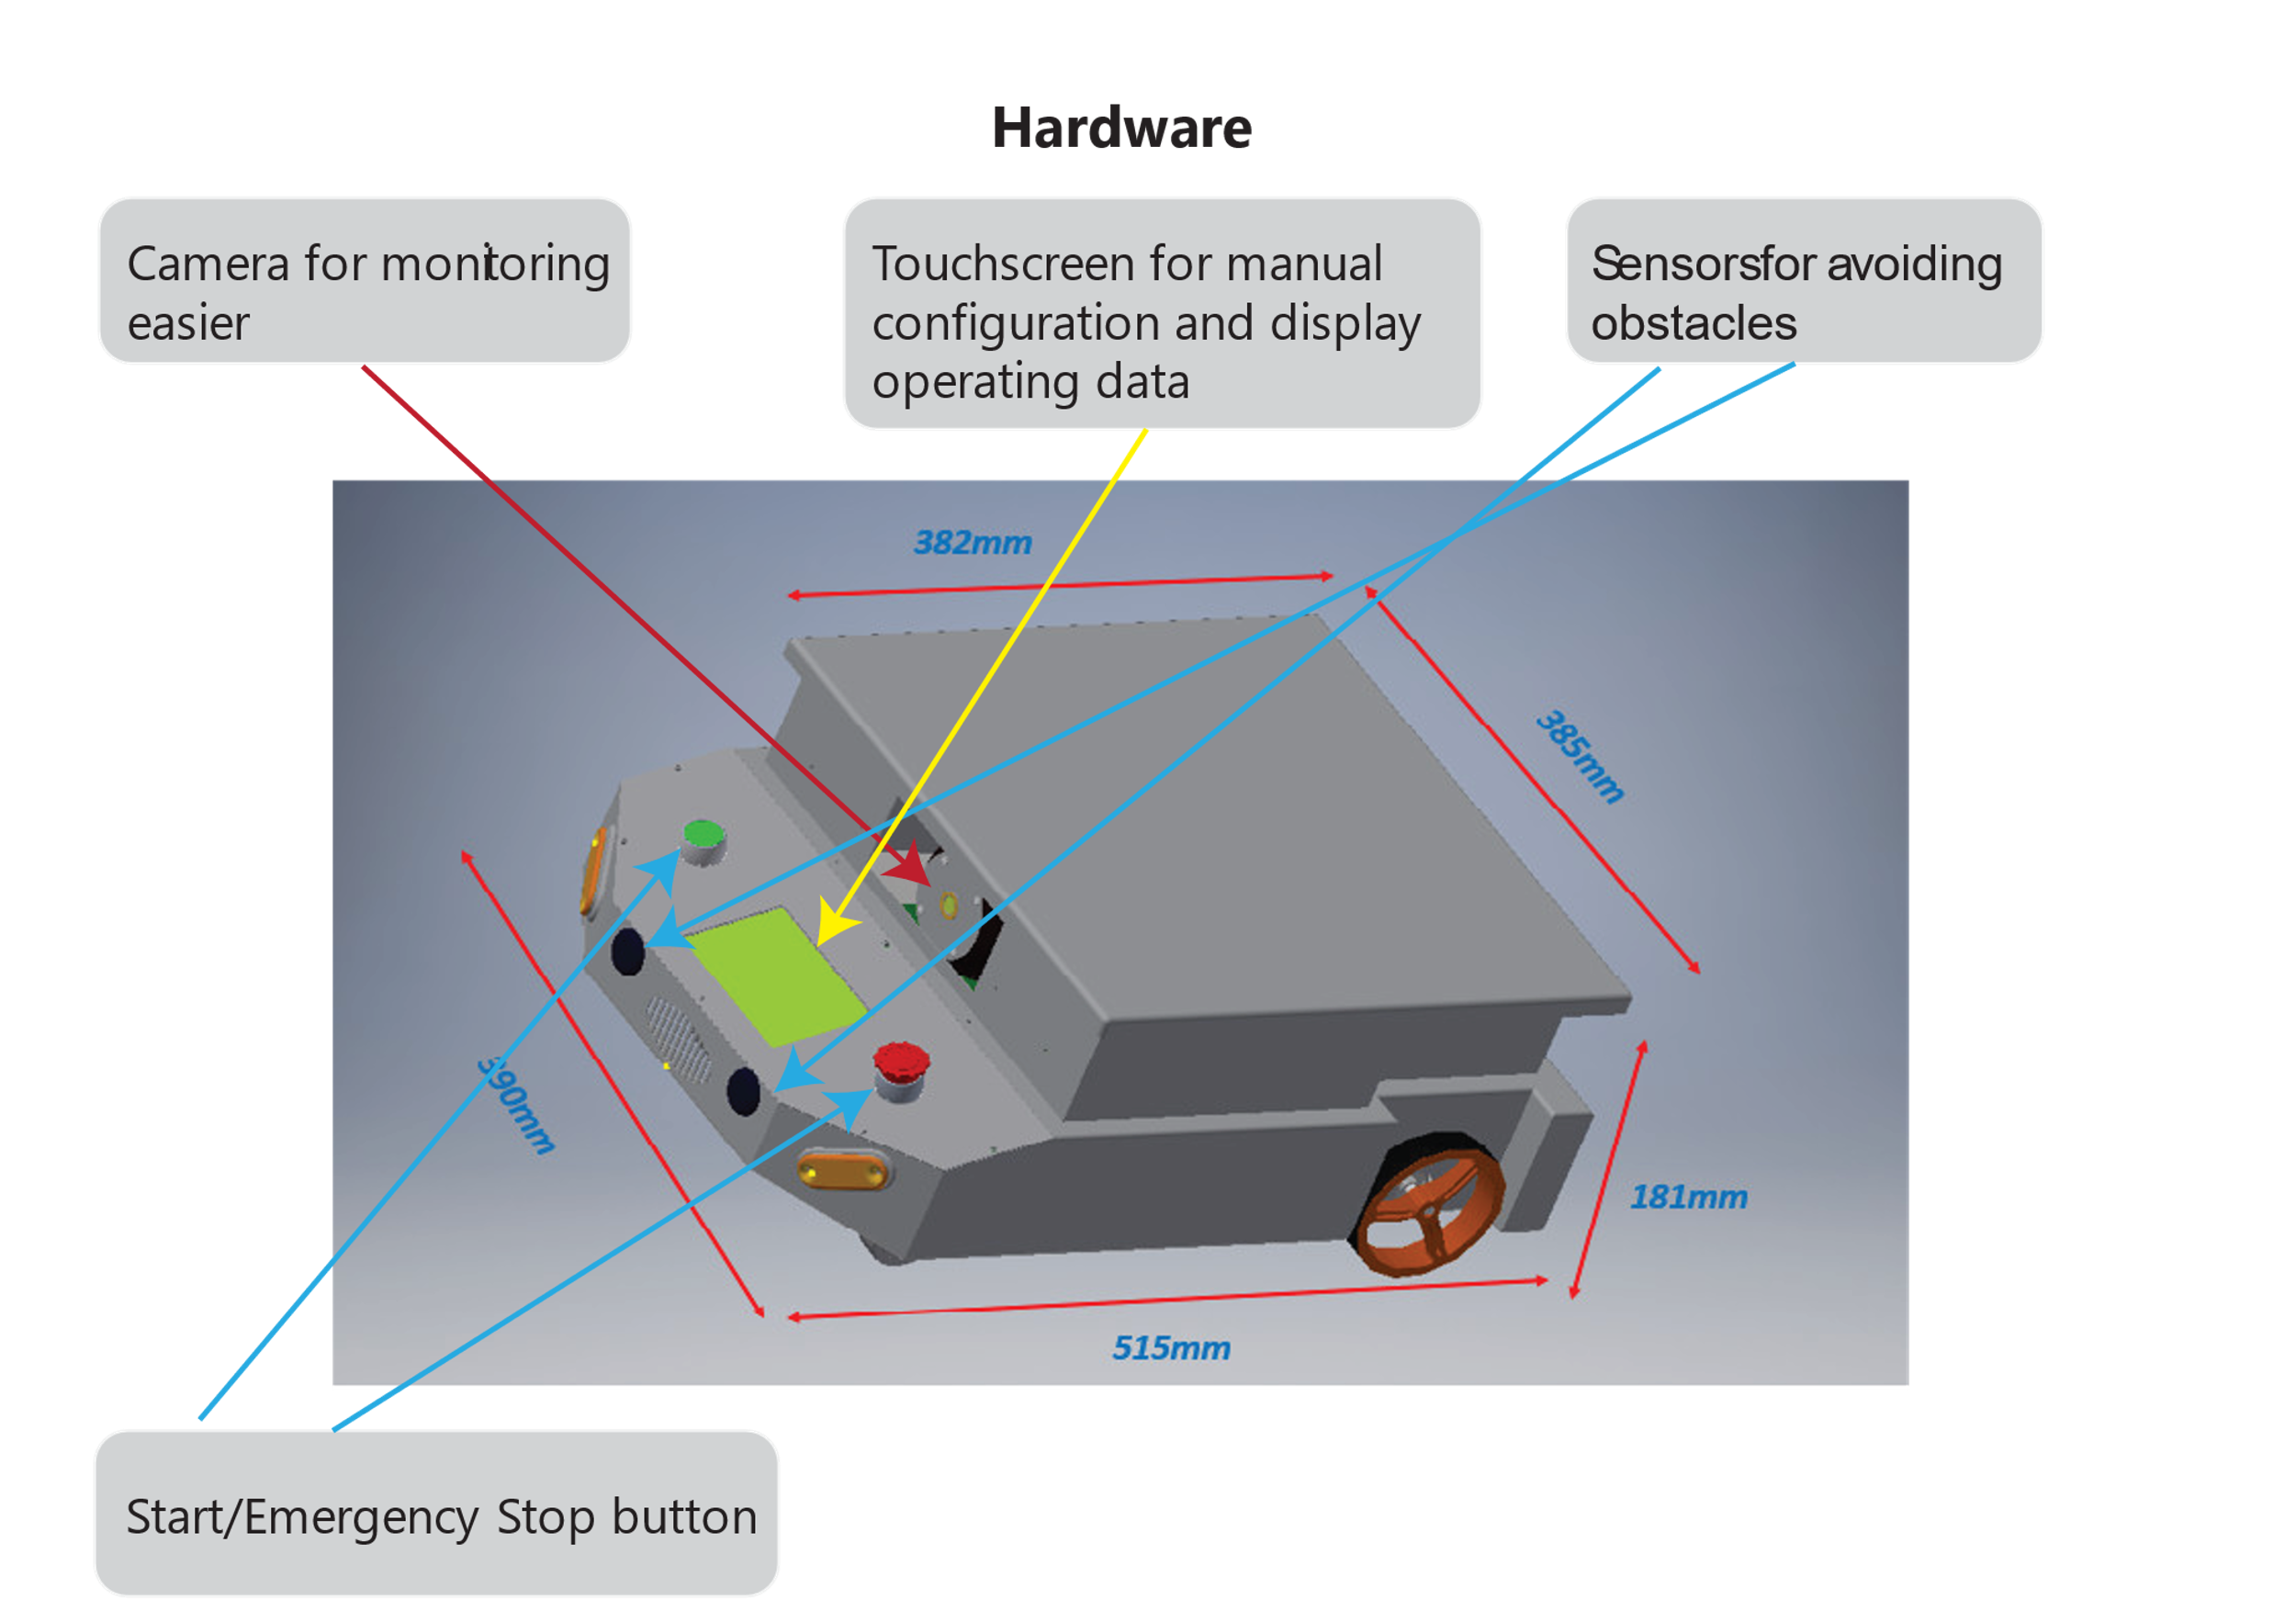 Hardware
Camera for monitoring
easier
Touchscreen for manual
configuration and display
operating data
Sensorsfor avoiding
obstacles
382mm
385mm
390mm
181mm
515mm
Start/Emergency Stop button